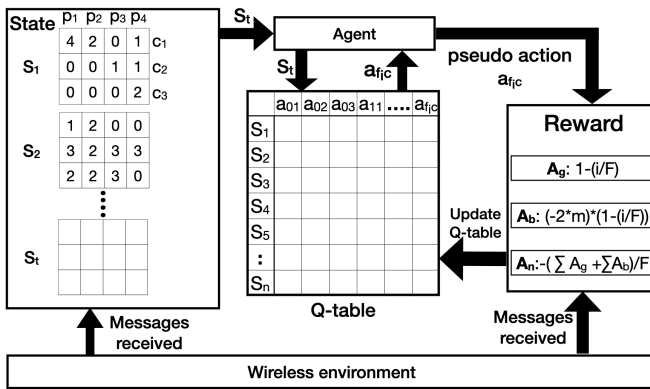 State p1 p2 p3 p4
S1
4 2 0 1 c1
0 0 1 1 c2
0 0 0 2 c3
S2
1 2 0 0
3 2 3 3
2 2 3 0
St
St
Agent
St
afjc
pseudo action
afjc
a01 a02 a03 a11 .... afjc
S1
S2
S3
S4
S5
:
Sn
Q-table
Update
Q-table
Reward
Ag: 1-(i/F)
Ab: (-2*m)*(1-(i/F))
An:-( ∑ Ag +∑Ab)/F
Messages
received
Messages
received
Wireless environment